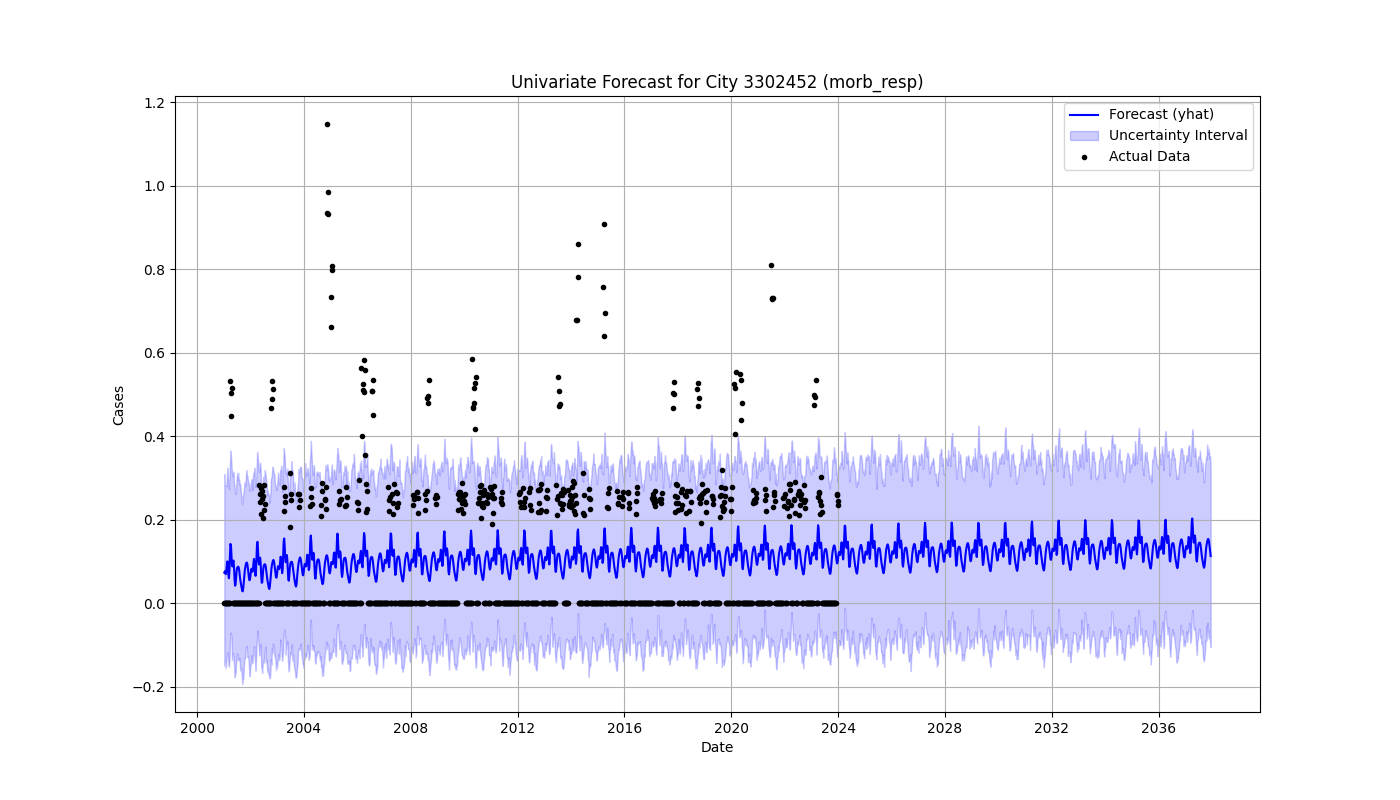 Univariate Forecast for City 3302452 (morb_resp)
Forecast (yhat)
Uncertainty Interval
Actual Data
1.2
1.0
0.8
0.6
0.4
0.2
0.0
−0.2
Cases
2000 2004 2008 2012 2016 2020 2024 2028 2032 2036
Date